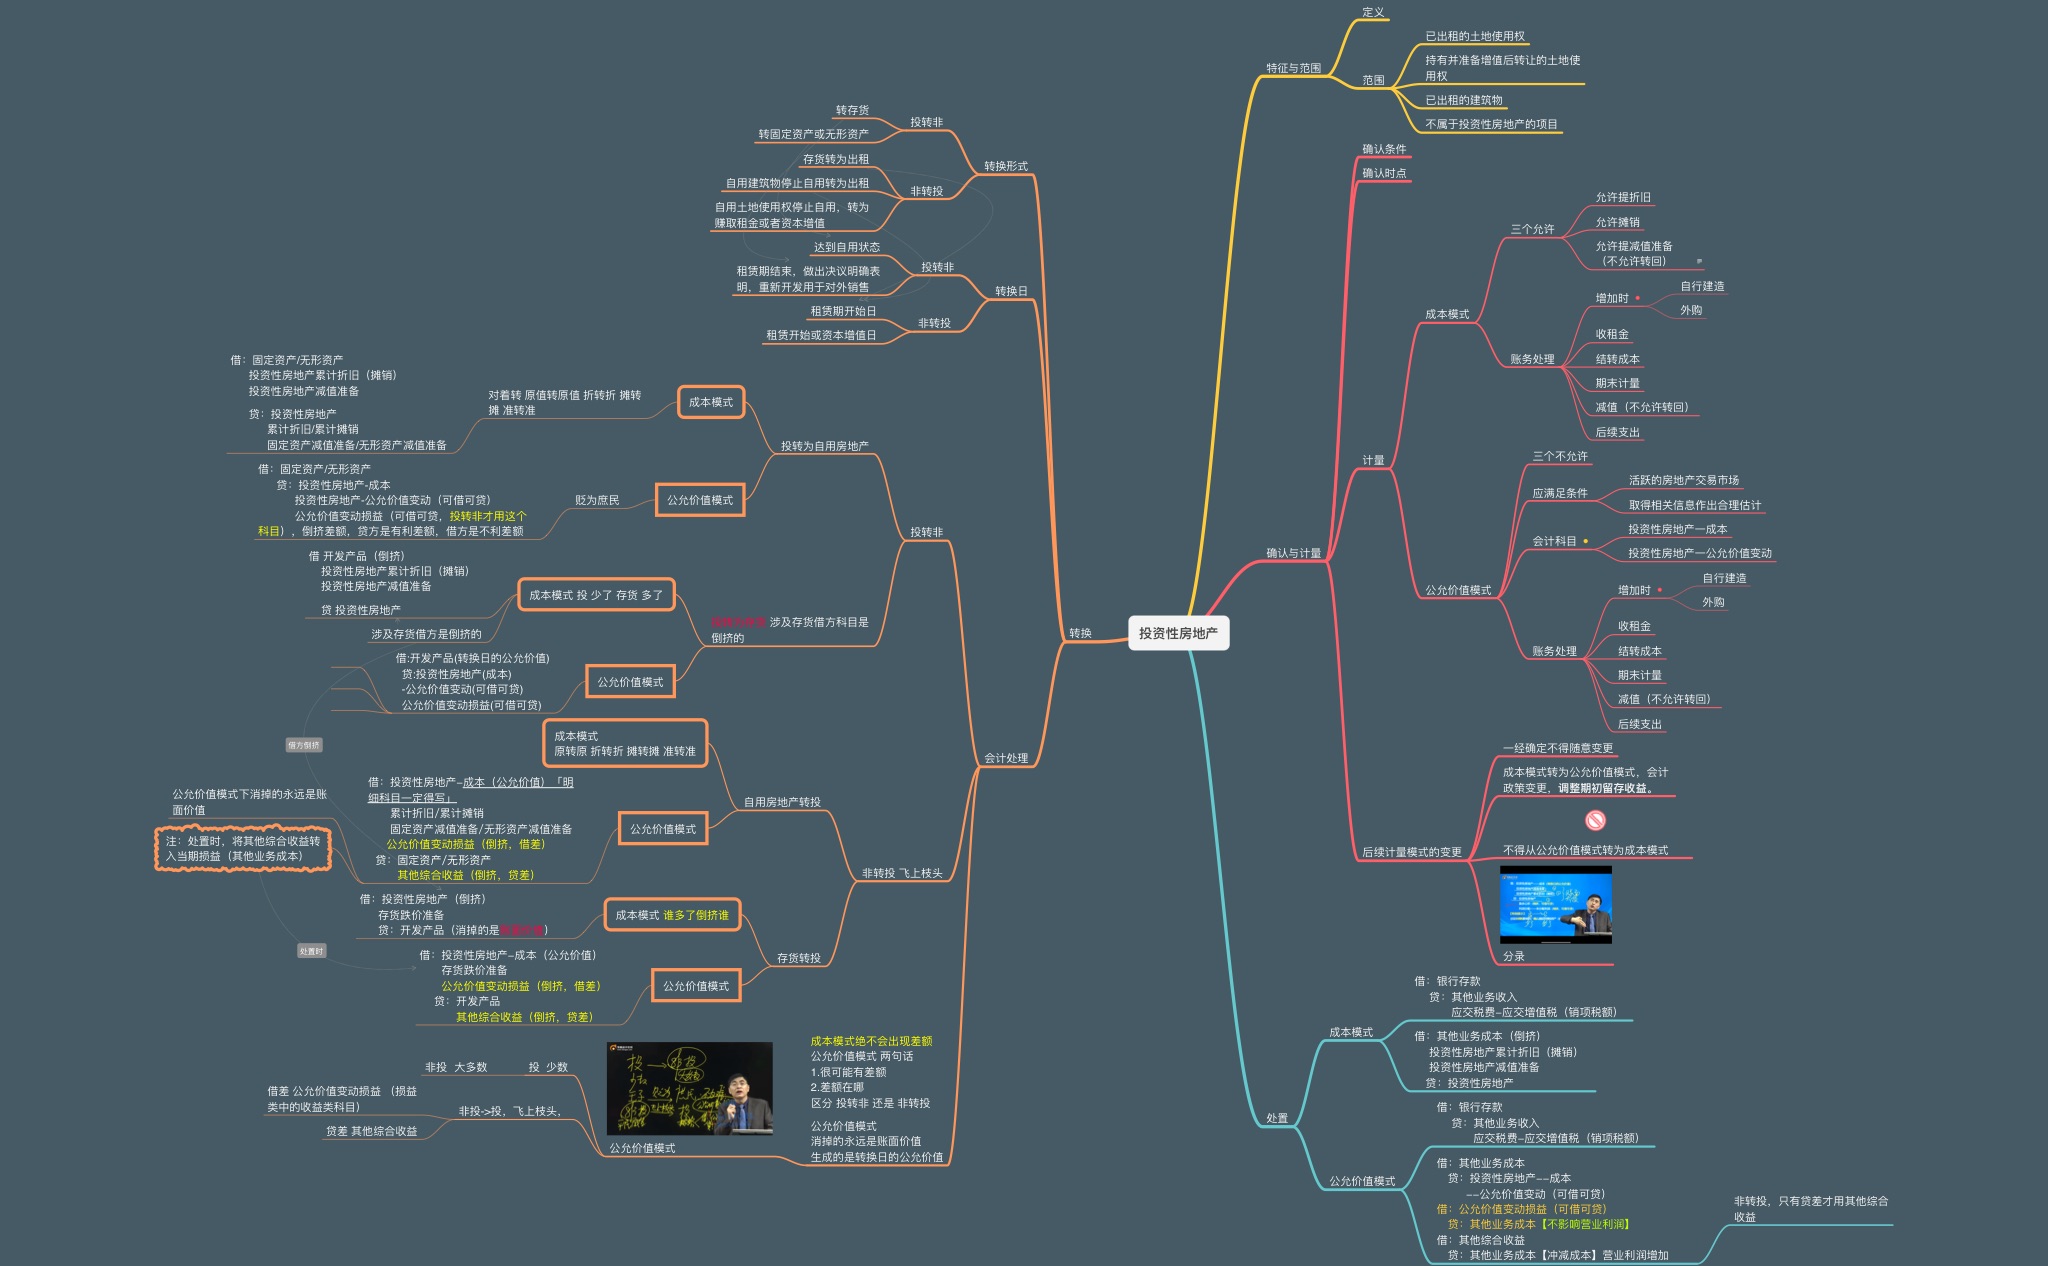 投资性房地产
特征与范围
定义
范围
已出租的土地使用权
持有并准备增值后转让的土地使
用权
已出租的建筑物
不属于投资性房地产的项目
确认与计量
确认条件
确认时点
计量
成本模式
三个允许
允许提折旧
允许摊销
允许提减值准备
（不允许转回）
账务处理
增加时
自行建造
外购
收租金
结转成本
期末计量
减值（不允许转回）
后续支出
公允价值模式
三个不允许
应满足条件
活跃的房地产交易市场
取得相关信息作出合理估计
会计科目
投资性房地产—成本
投资性房地产—公允价值变动
账务处理
增加时
自行建造
外购
收租金
结转成本
期末计量
减值（不允许转回）
后续支出
后续计量模式的变更
一经确定不得随意变更
成本模式转为公允价值模式，会计
政策变更，调整期初留存收益。
不得从公允价值模式转为成本模式
分录
处置
成本模式
借：银行存款
贷：其他业务收入
应交税费-应交增值税（销项税额）
借：其他业务成本（倒挤）
投资性房地产累计折旧（摊销）
投资性房地产减值准备
贷：投资性房地产
公允价值模式
借：银行存款
贷：其他业务收入
应交税费-应交增值税（销项税额）
借：其他业务成本
贷：投资性房地产--成本
--公允价值变动（可借可贷）
借：公允价值变动损益（可借可贷）
贷：其他业务成本【不影响营业利润】
借：其他综合收益
贷：其他业务成本【冲减成本】营业利润增加
非转投，只有贷差才用其他综合
收益
转换
转换形式
投转非
转存货
转固定资产或无形资产
非转投
存货转为出租
自用建筑物停止自用转为出租
自用土地使用权停止自用，转为
赚取租金或者资本增值
转换日
投转非
达到自用状态
租赁期结束，做出决议明确表
明，重新开发用于对外销售
非转投
租赁期开始日
租赁开始或资本增值日
会计处理
投转非
投转为自用房地产
成本模式
对着转 原值转原值 折转折 摊转
摊 准转准
借：固定资产/无形资产
投资性房地产累计折旧（摊销）
投资性房地产减值准备
贷：投资性房地产
累计折旧/累计摊销
固定资产减值准备/无形资产减值准备
公允价值模式
贬为庶民
借：固定资产/无形资产
贷：投资性房地产-成本
投资性房地产-公允价值变动（可借可贷）
公允价值变动损益（可借可贷，投转非才用这个
科目），倒挤差额，贷方是有利差额，借方是不利差额
涉及存货借方科目是
倒挤的
成本模式 投 少了 存货 多了
借 开发产品（倒挤）
投资性房地产累计折旧（摊销）
投资性房地产减值准备
贷 投资性房地产
涉及存货借方是倒挤的
公允价值模式
借:开发产品(转换日的公允价值)
贷:投资性房地产(成本)
-公允价值变动(可借可贷)
公允价值变动损益(可借可贷)
借方倒挤
非转投 飞上枝头
自用房地产转投
成本模式
原转原 折转折 摊转摊 准转准
公允价值模式
借：投资性房地产-成本（公允价值）「明
细科目一定得写」
累计折旧/累计摊销
固定资产减值准备/无形资产减值准备
公允价值变动损益（倒挤，借差）
贷：固定资产/无形资产
其他综合收益（倒挤，贷差）
公允价值模式下消掉的永远是账
面价值
注：处置时，将其他综合收益转
入当期损益（其他业务成本）
处置时
存货转投
成本模式 谁多了倒挤谁
借：投资性房地产（倒挤）
存货跌价准备
贷：开发产品（消掉的是
）
公允价值模式
借：投资性房地产-成本（公允价值）
存货跌价准备
公允价值变动损益（倒挤，借差）
贷：开发产品
其他综合收益（倒挤，贷差）
成本模式绝不会出现差额
公允价值模式 两句话
1.很可能有差额
2.差额在哪
区分 投转非 还是 非转投
公允价值模式
消掉的永远是账面价值
生成的是转换日的公允价值
公允价值模式
投 少数
非投 大多数
非投->投，飞上枝头，
借差 公允价值变动损益 （损益
类中的收益类科目）
贷差 其他综合收益